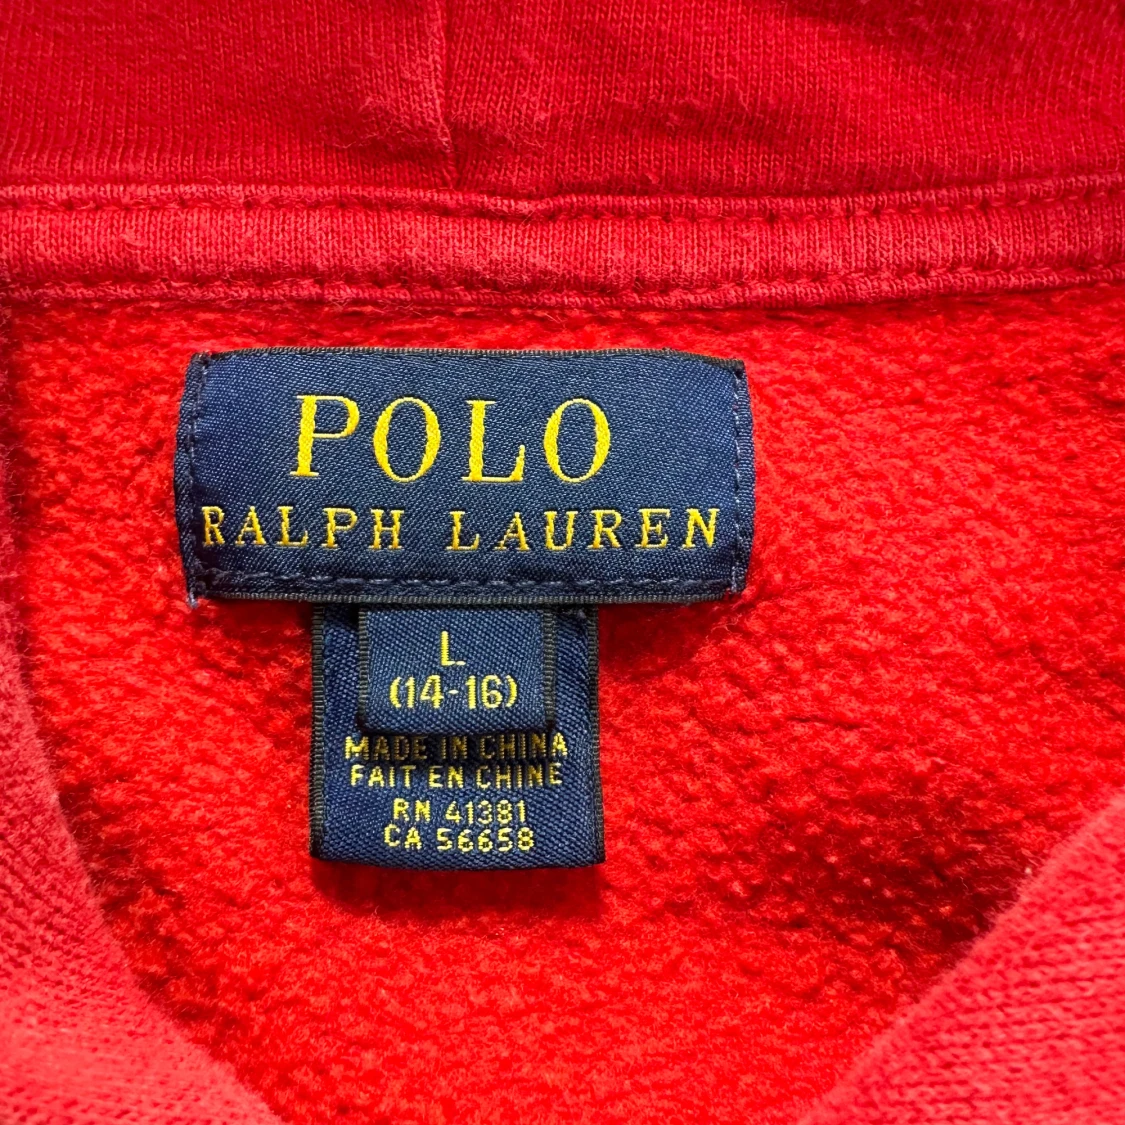 POLO
RALPH LAUREN
L
(14-16)
MADE IN CHINA
FAIT EN CHINE
RN 41381
CA 56658